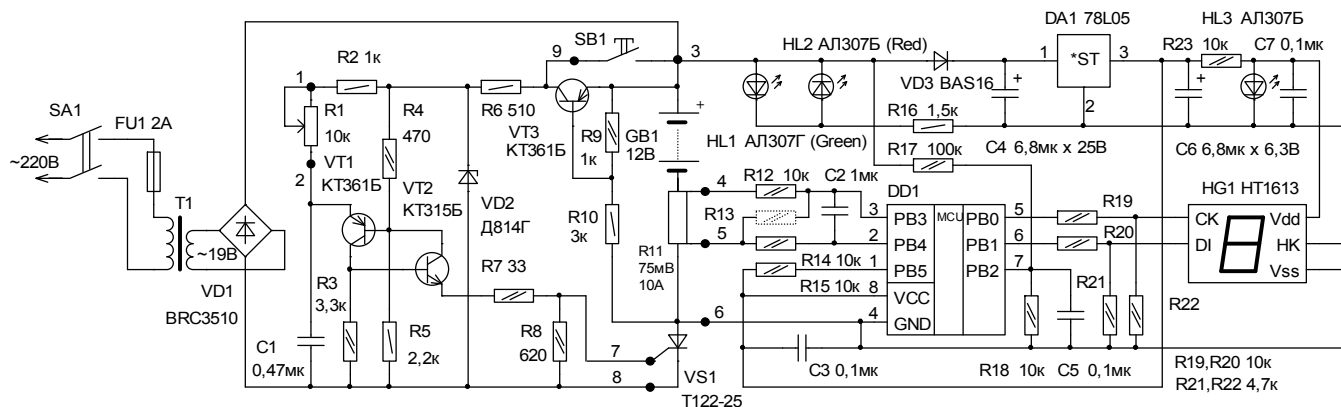 SA1
FU1 2A
~220В
T1
~19В
VD1
BRC3510
1
R1
10к
2
VT1
КТ361Б
R2 1к
R4
470
R3
3,3к
C1
0,47мк
R5
2,2к
VT2
КТ315Б
VD2
Д814Г
R6 510
R7 33
R8
620
9
SB1
VT3
КТ361Б
R9
1к
R10
3к
GB1
12В
+
R11
75мВ
10А
3
4
5
6
7
8
VS1
Т122-25
HL2 АЛ307Б (Red)
HL1 АЛ307Г (Green)
VD3 BAS16
R16 1,5к
R17 100к
+
C4 6,8мк х 25В
DA1 78L05
1
*ST
3
2
R23 10к
HL3 АЛ307Б
C7 0,1мк
+
C6 6,8мк х 6,3В
R12 10к
C2 1мк
R13
R14 10к
R15 10к
C3 0,1мк
DD1
MCU
3 PB3
2 PB4
1 PB5
8 VCC
4 GND
PB0 5
PB1 6
PB2 7
R19
R20
R21
R22
R18 10к
C5 0,1мк
R19,R20 10к
R21,R22 4,7к
HG1 HT1613
CK
DI
Vdd
HK
Vss